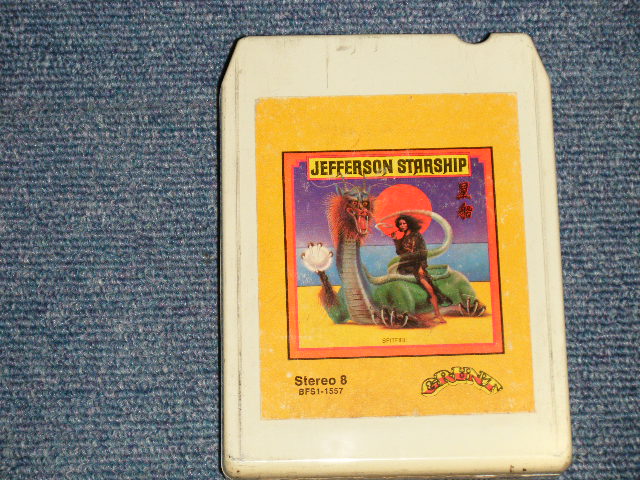 JEFFERSON STARSHIP
星
船
SPITFIRE
Stereo 8
BFS1-1557
GRUNT